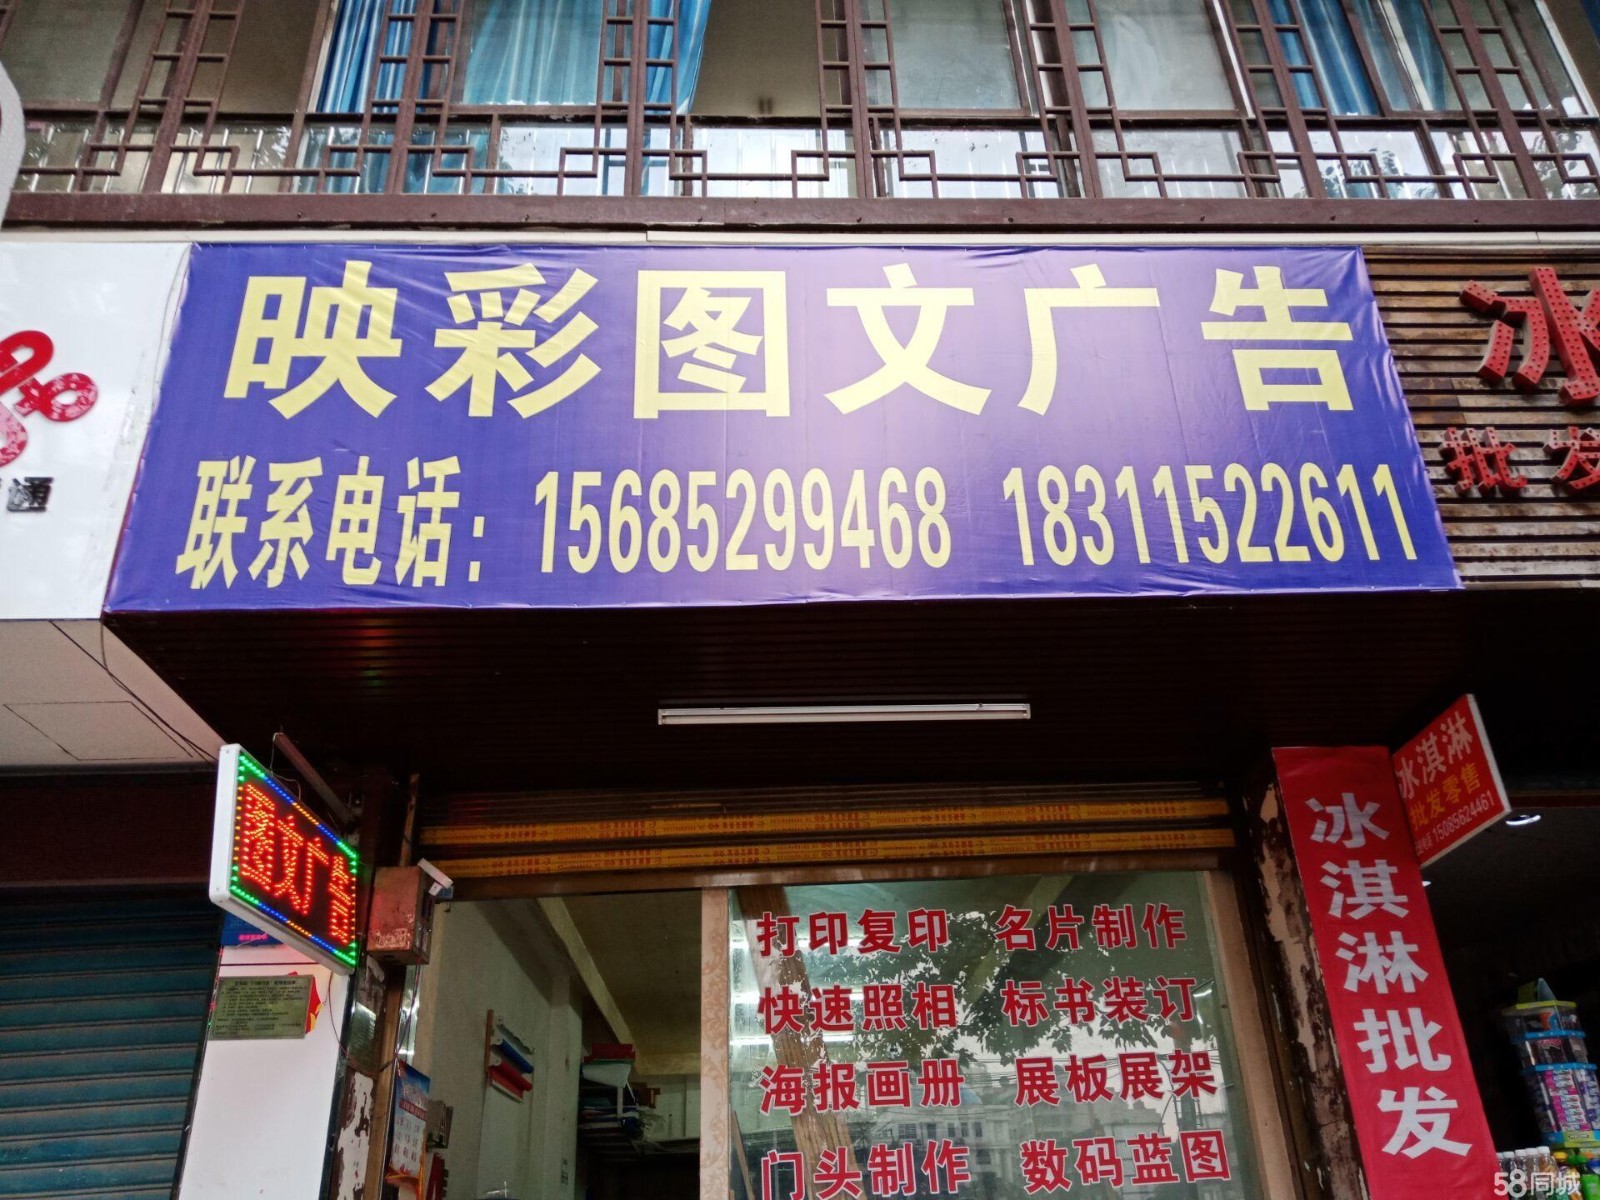 映彩图文广告
联系电话：15685299468 18311522611
通
冰
批发
图文广告
冰淇淋
批发零售
15085624461
冰淇淋批发
打印复印 名片制作
快速照相 标书装订
海报画册 展板展架
门头制作 数码蓝图
58同城